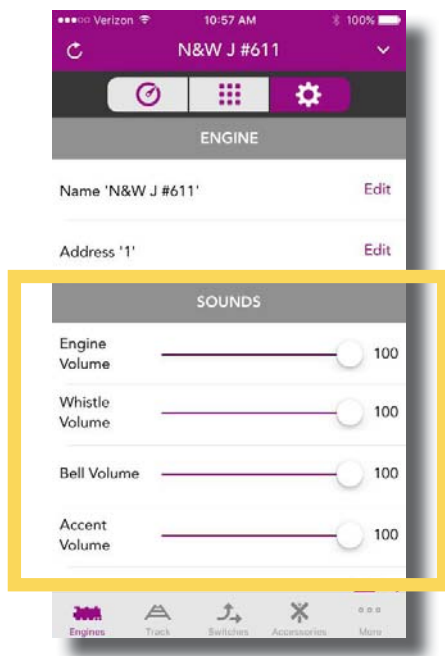 Verizon 10:57 AM 100%
N&W J #611
ENGINE
Name 'N&W J #611' Edit
Address '1' Edit
SOUNDS
Engine
Volume 100
Whistle
Volume 100
Bell Volume 100
Accent
Volume 100
Engines Track Switches Accessories More